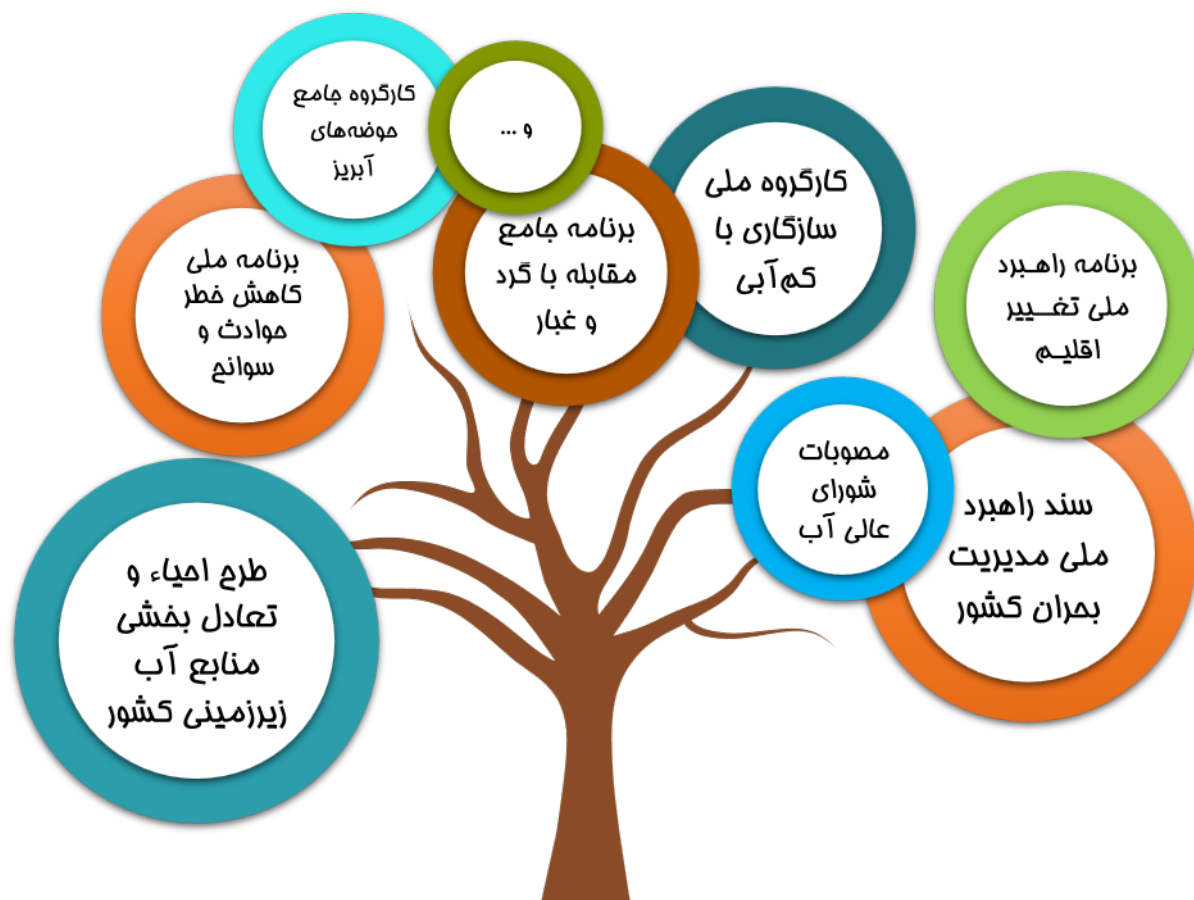 کارگروه جامع
حوضه‌های
آبریز
و ...
کارگروه ملی
سازگاری با
کم‌آبی
برنامه راهبرد
ملی تغییر
اقلیم
برنامه جامع
مقابله با گرد
و غبار
برنامه ملی
کاهش خطر
حوادث و
سوانح
مصوبات
شورای
عالی آب
سند راهبرد
ملی مدیریت
بحران کشور
طرح احیاء و
تعادل بخشی
منابع آب
زیرزمینی کشور